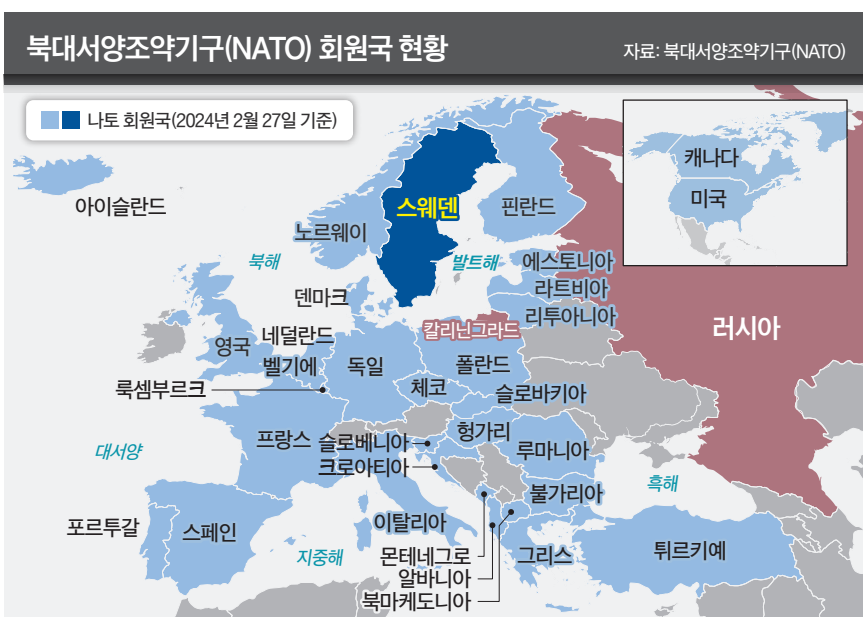 북대서양조약기구(NATO) 회원국 현황
자료: 북대서양조약기구(NATO)
나토 회원국(2024년 2월 27일 기준)
캐나다
미국
아이슬란드
스웨덴
핀란드
노르웨이
북해
발트해
에스토니아
덴마크
라트비아
리투아니아
칼리닌그라드
러시아
영국
네덜란드
벨기에
독일
폴란드
룩셈부르크
체코
슬로바키아
대서양
프랑스
슬로베니아
헝가리
루마니아
크로아티아
흑해
불가리아
포르투갈
스페인
이탈리아
지중해
몬테네그로
그리스
튀르키예
알바니아
북마케도니아